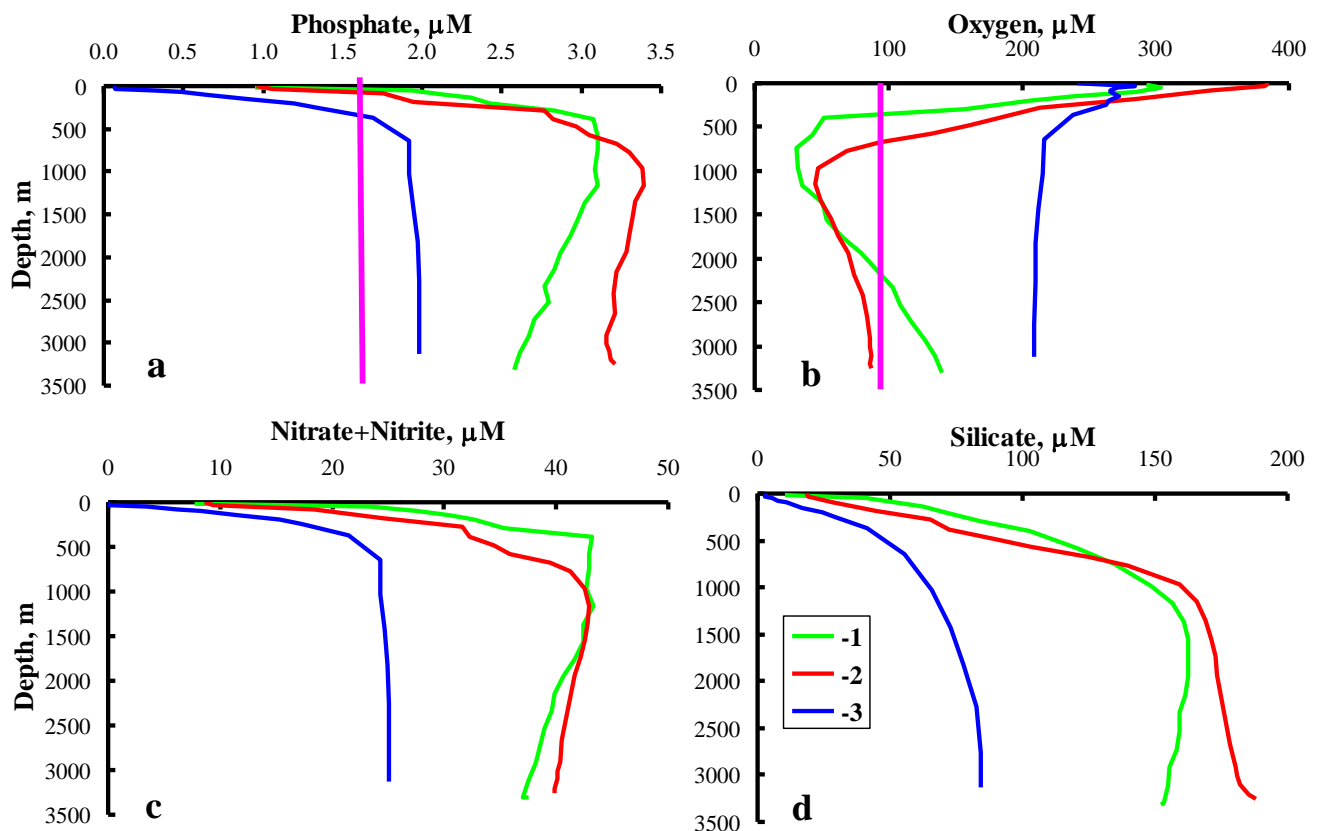 Phosphate, μM
0.0 0.5 1.0 1.5 2.0 2.5 3.0 3.5
0
500
1000
1500
2000
2500
3000
3500
Depth, m
a
Oxygen, μM
0 100 200 300 400
0
500
1000
1500
2000
2500
3000
3500
b
Nitrate+Nitrite, μM
0 10 20 30 40 50
0
500
1000
1500
2000
2500
3000
3500
Depth, m
c
Silicate, μM
0 50 100 150 200
0
500
1000
1500
2000
2500
3000
3500
-1
-2
-3
d